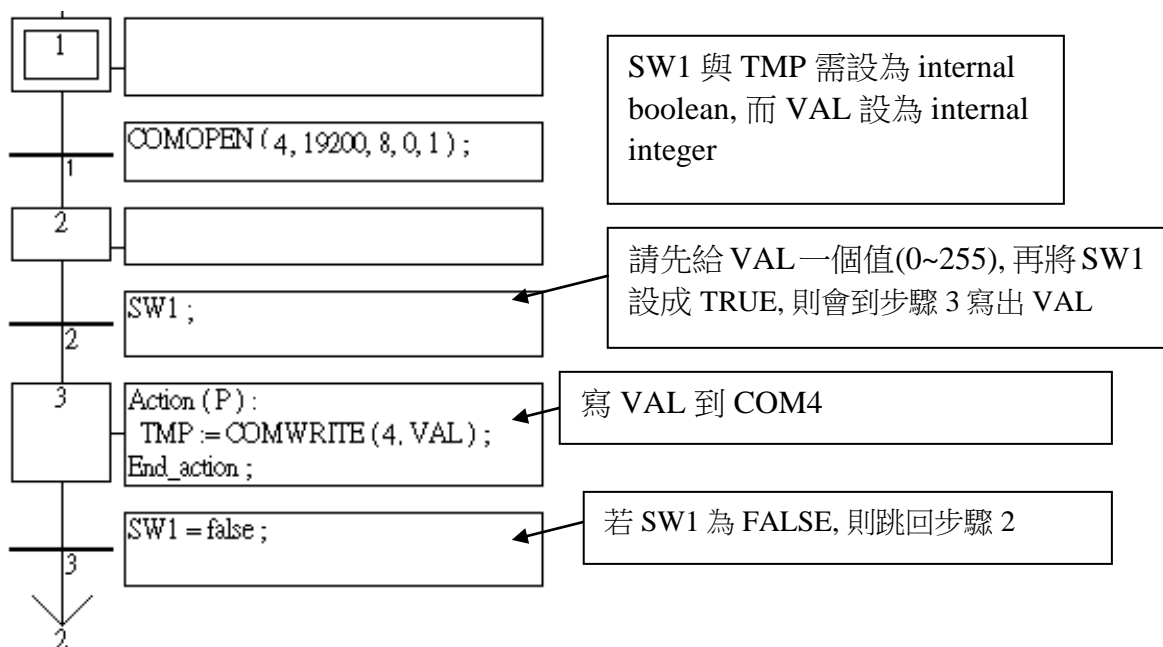 1
SW1 與 TMP 需設為 internal
boolean, 而 VAL 設為 internal
integer
COMOPEN ( 4, 19200, 8, 0, 1 ) ;
1
2
請先給 VAL 一個值(0~255), 再將 SW1
設成 TRUE, 則會到步驟 3 寫出 VAL
SW1 ;
2
3
Action ( P ) :
TMP := COMWRITE ( 4, VAL ) ;
End_action ;
寫 VAL 到 COM4
SW1 = false ;
若 SW1 為 FALSE, 則跳回步驟 2
3
2